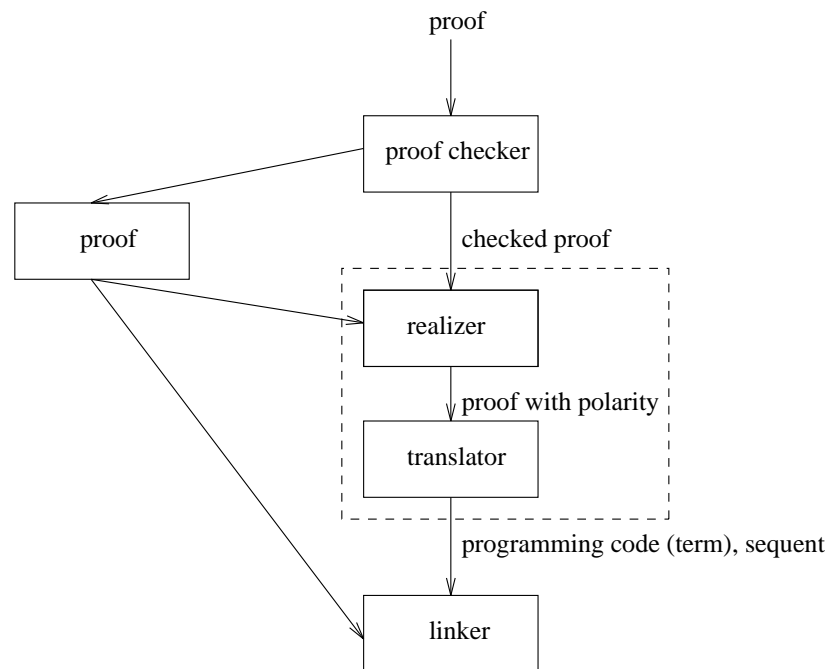 proof
proof checker
proof
checked proof
realizer
proof with polarity
translator
programming code (term), sequent
linker